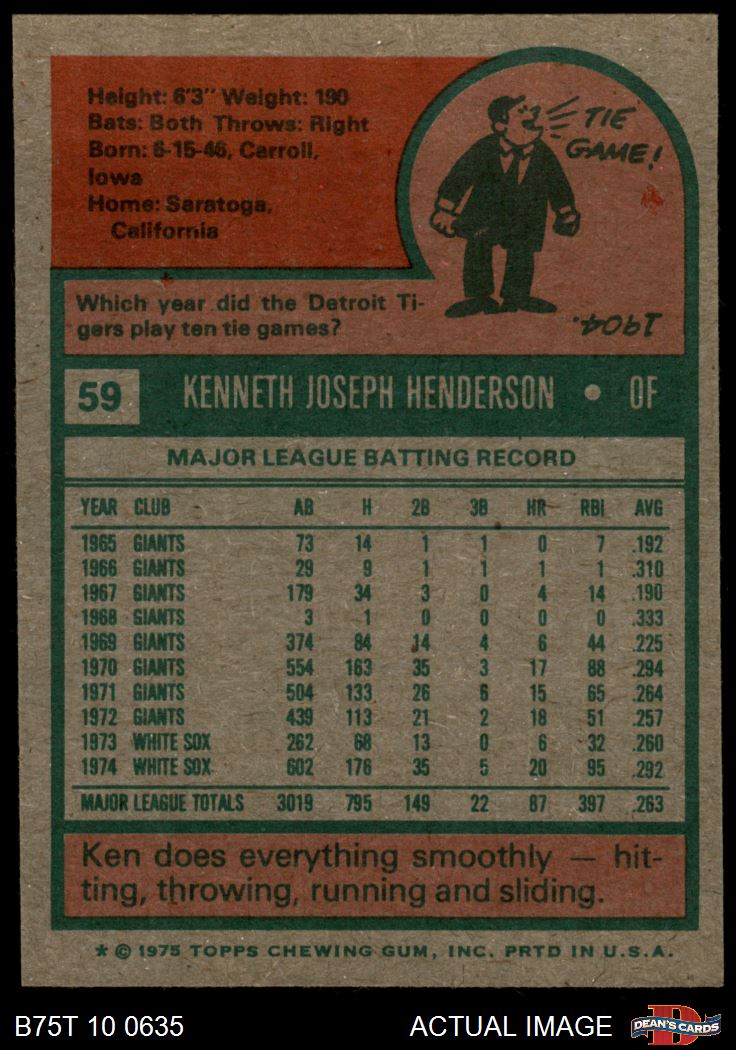 Height: 6'3" Weight: 190
Bats: Both Throws: Right
Born: 6-15-46, Carroll,
Iowa
Home: Saratoga,
California
TIE
GAME!
Which year did the Detroit Ti-
gers play ten tie games?
1904.
59 KENNETH JOSEPH HENDERSON • OF
MAJOR LEAGUE BATTING RECORD
YEAR CLUB AB H 2B 3B HR RBI AVG
1965 GIANTS 73 14 1 1 0 7 .192
1966 GIANTS 29 9 1 1 1 1 .310
1967 GIANTS 179 34 3 0 4 14 .190
1968 GIANTS 3 1 0 0 0 0 .333
1969 GIANTS 374 84 14 4 6 44 .225
1970 GIANTS 554 163 35 3 17 88 .294
1971 GIANTS 504 133 26 6 15 65 .264
1972 GIANTS 439 113 21 2 18 51 .257
1973 WHITE SOX 262 68 13 0 6 32 .260
1974 WHITE SOX 602 176 35 5 20 95 .292
MAJOR LEAGUE TOTALS 3019 795 149 22 87 397 .263
Ken does everything smoothly — hit-
ting, throwing, running and sliding.
* © 1975 TOPPS CHEWING GUM, INC. PRTD IN U.S.A.
B75T 10 0635 ACTUAL IMAGE D DEAN'S CARDS